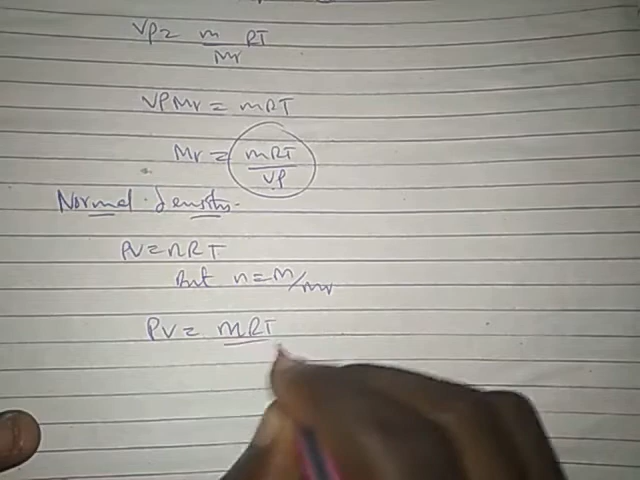 VP = m/Mr RT
VPMr = mRT
Mr = mRT/VP
Normal density
PV = nRT
But n = m/mr
PV = mRT